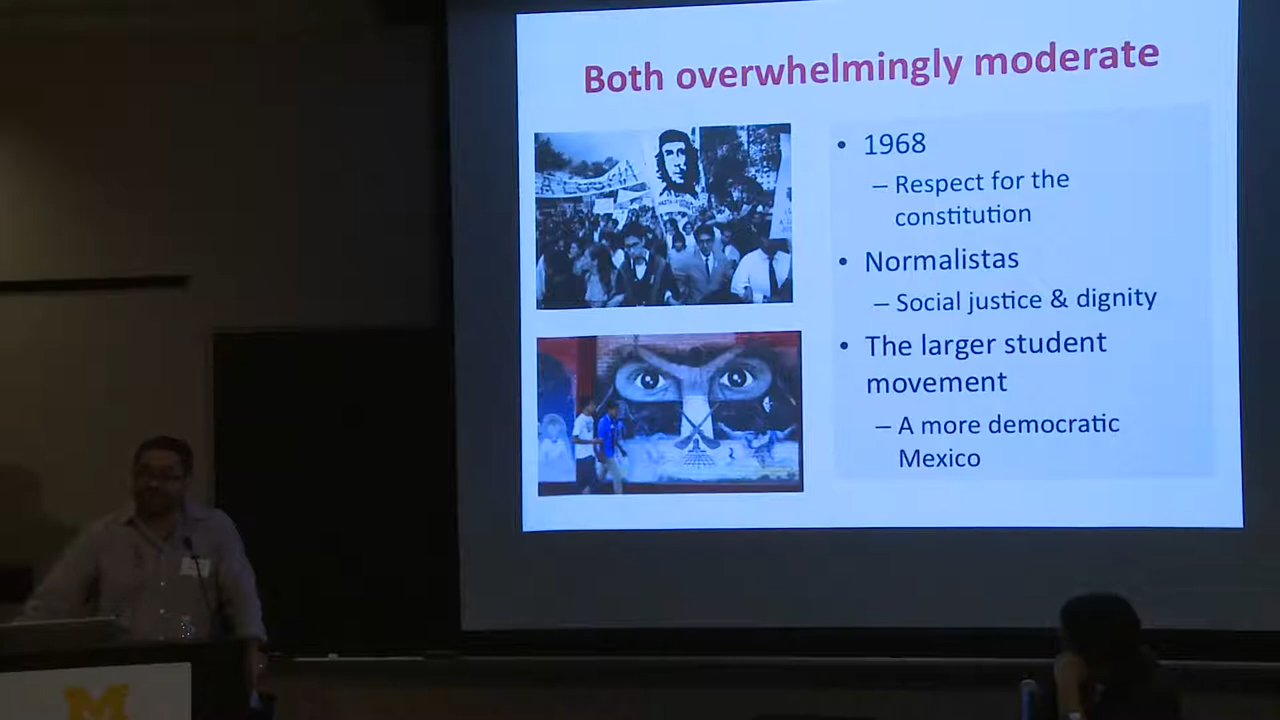 Both overwhelmingly moderate
• 1968
– Respect for the
constitution
• Normalistas
– Social justice & dignity
• The larger student
movement
– A more democratic
Mexico
M